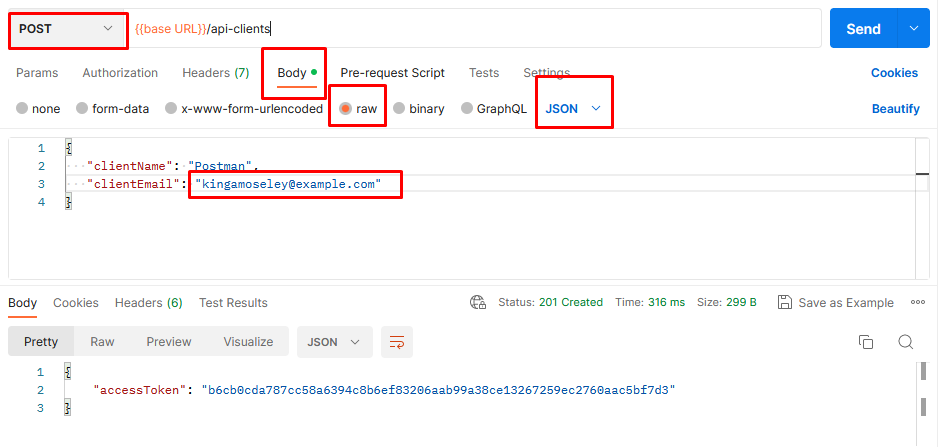 POST {{base URL}}/api-clients Send
Params Authorization Headers (7) Body Pre-request Script Tests Settings Cookies
none form-data x-www-form-urlencoded raw binary GraphQL JSON Beautify
1 {
2 "clientName": "Postman",
3 "clientEmail": "kingamoseley@example.com"
4 }
Body Cookies Headers (6) Test Results Status: 201 Created Time: 316 ms Size: 299 B Save as Example
Pretty Raw Preview Visualize JSON
1 {
2 "accessToken": "b6cb0cda787cc58a6394c8b6ef83206aab99a38ce13267259ec2760aac5bf7d3"
3 }